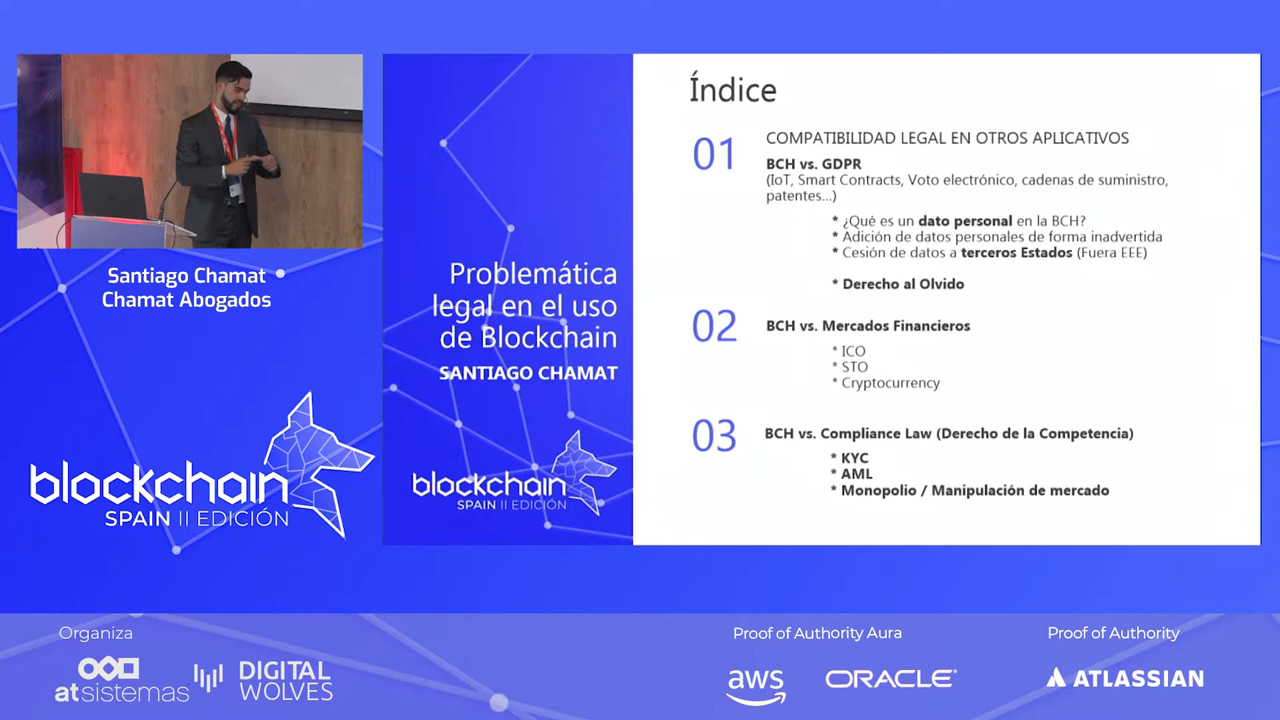 Santiago Chamat
Chamat Abogados
blockchain
SPAIN II EDICIÓN
Problemática
legal en el uso
de Blockchain
SANTIAGO CHAMAT
blockchain
SPAIN II EDICIÓN
Índice
01
COMPATIBILIDAD LEGAL EN OTROS APLICATIVOS
BCH vs. GDPR
(IoT, Smart Contracts, Voto electrónico, cadenas de suministro,
patentes...)
* ¿Qué es un dato personal en la BCH?
* Adición de datos personales de forma inadvertida
* Cesión de datos a terceros Estados (Fuera EEE)
* Derecho al Olvido
02
BCH vs. Mercados Financieros
* ICO
* STO
* Cryptocurrency
03
BCH vs. Compliance Law (Derecho de la Competencia)
* KYC
* AML
* Monopolio / Manipulación de mercado
Organiza
atsistemas
DIGITAL
WOLVES
Proof of Authority Aura
aws
ORACLE
Proof of Authority
ATLASSIAN